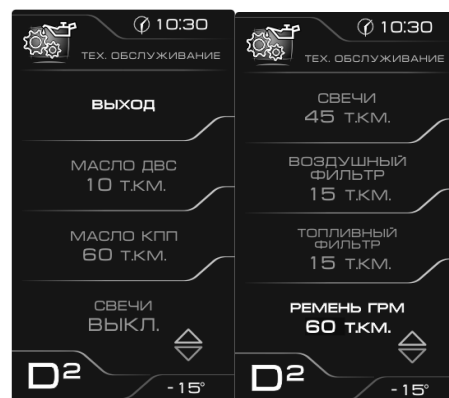 10:30
ТЕХ. ОБСЛУЖИВАНИЕ
ВЫХОД
МАСЛО ДВС
10 Т.КМ.
МАСЛО КПП
60 Т.КМ.
СВЕЧИ
ВЫКЛ.
D2
-15°
10:30
ТЕХ. ОБСЛУЖИВАНИЕ
СВЕЧИ
45 Т.КМ.
ВОЗДУШНЫЙ
ФИЛЬТР
15 Т.КМ.
ТОПЛИВНЫЙ
ФИЛЬТР
15 Т.КМ.
РЕМЕНЬ ГРМ
60 Т.КМ.
D2
-15°